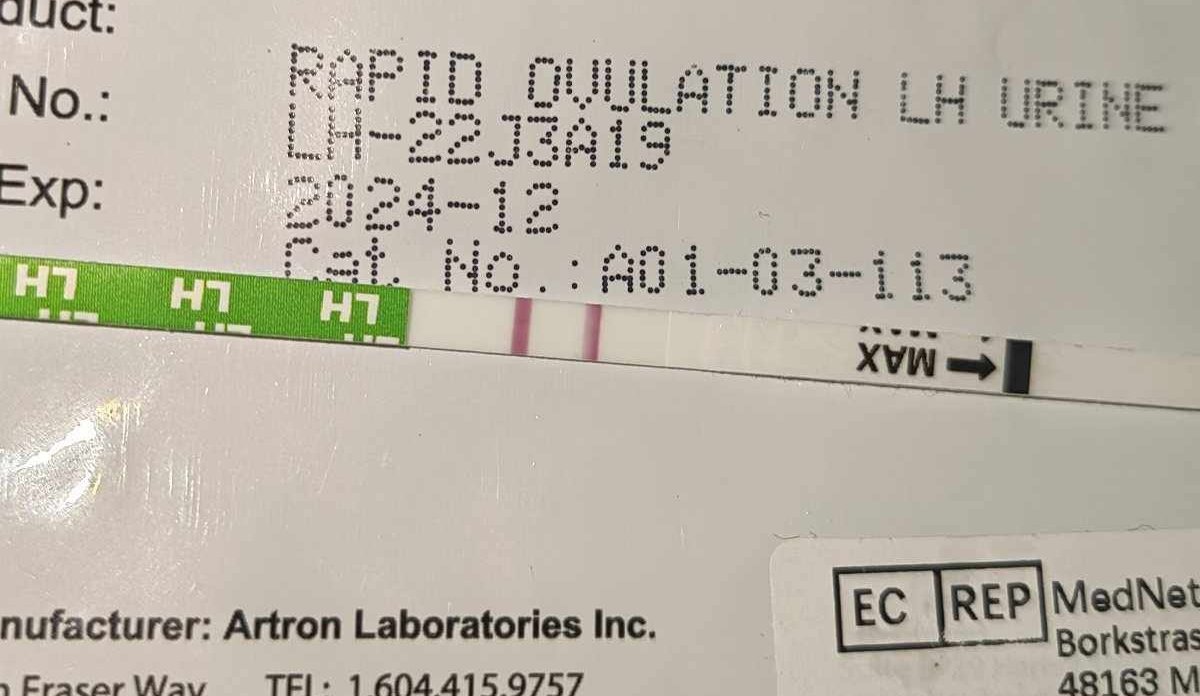 duct:
RAPID OVULATION LH URINE
No.:
LH-22J3A19
Exp:
2024-12
Cat. No.:A01-03-113
LH LH LH
MAX
EC REP MedNet
Borkstras
48163 M
nufacturer: Artron Laboratories Inc.
Fraser Way TEL: 1.604.415.9757